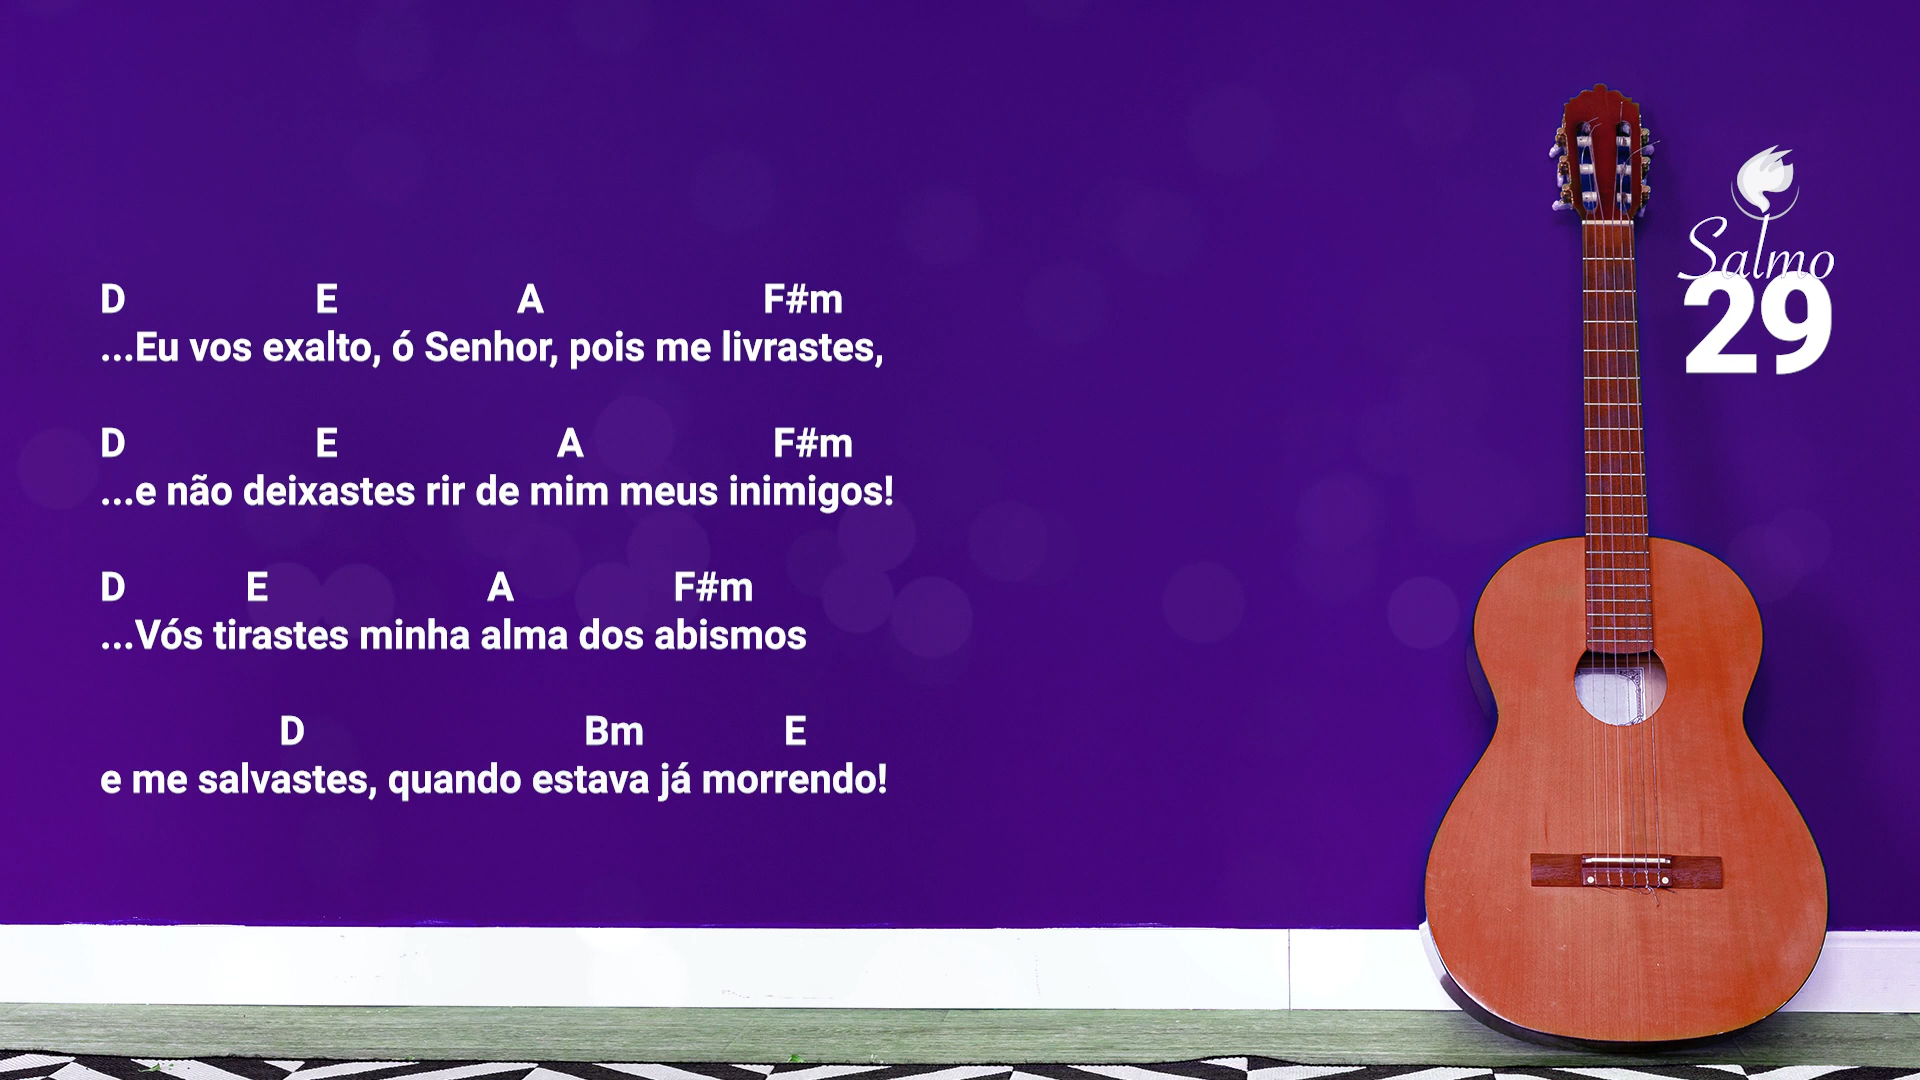 D E A F#m
...Eu vos exalto, ó Senhor, pois me livrastes,
D E A F#m
...e não deixastes rir de mim meus inimigos!
D E A F#m
...Vós tirastes minha alma dos abismos
D Bm E
e me salvastes, quando estava já morrendo!
Salmo
29